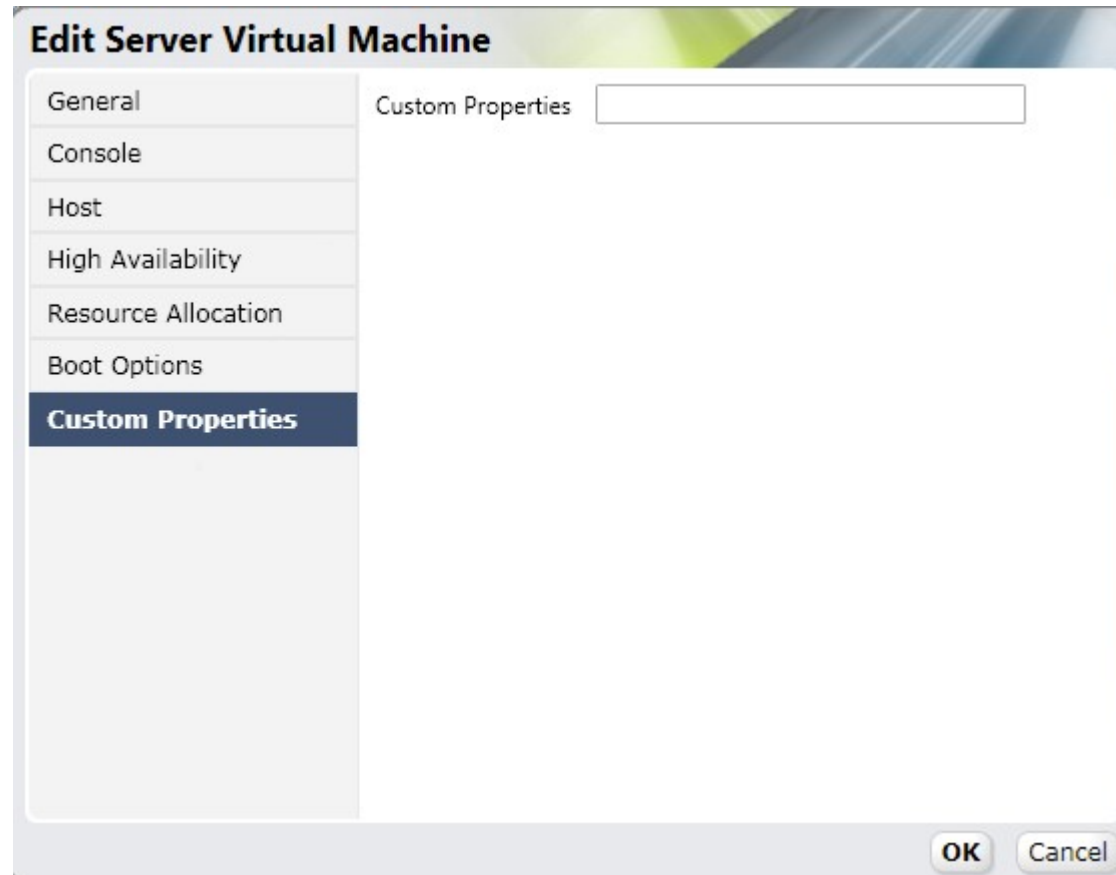 Edit Server Virtual Machine
General
Custom Properties
Console
Host
High Availability
Resource Allocation
Boot Options
Custom Properties
OK
Cancel